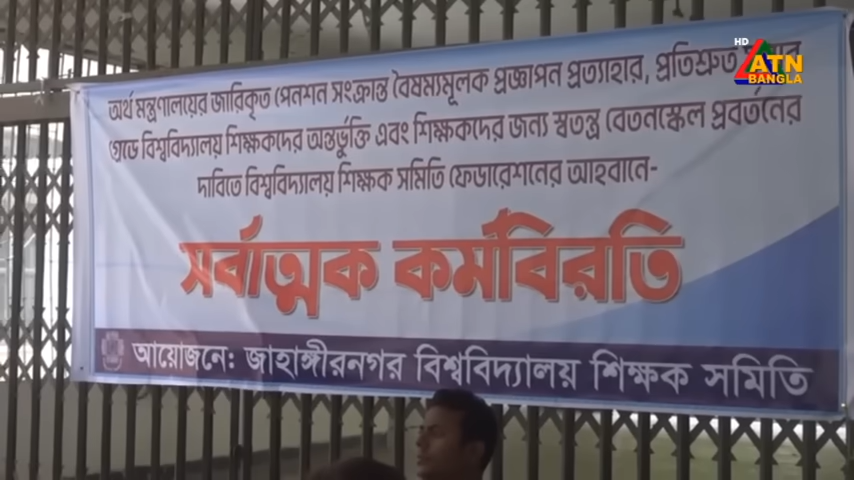 HD
ATN
BANGLA
অর্থ মন্ত্রণালয়ের জারিকৃত পেনশন সংক্রান্ত বৈষম্যমূলক প্রজ্ঞাপন প্রত্যাহার, প্রতিশ্রুত
গ্রেডে বিশ্ববিদ্যালয় শিক্ষকদের অন্তর্ভুক্তি এবং শিক্ষকদের জন্য স্বতন্ত্র বেতনস্কেল প্রবর্তনের
দাবিতে বিশ্ববিদ্যালয় শিক্ষক সমিতি ফেডারেশনের আহবানে-
সর্বাত্মক কর্মবিরতি
আয়োজনে: জাহাঙ্গীরনগর বিশ্ববিদ্যালয় শিক্ষক সমিতি